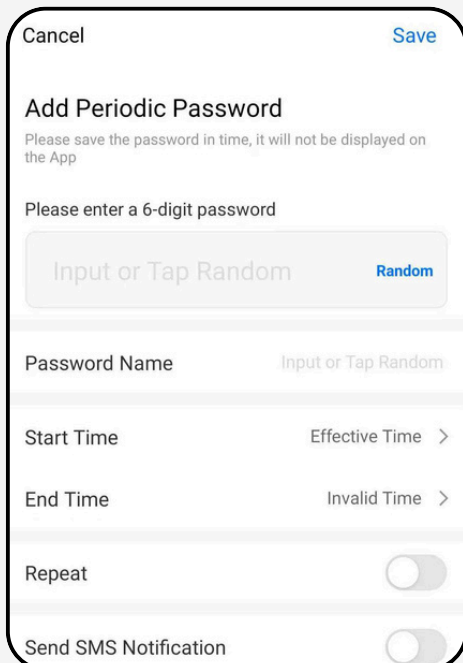 Cancel Save
Add Periodic Password
Please save the password in time, it will not be displayed on
the App
Please enter a 6-digit password
Input or Tap Random Random
Password Name Input or Tap Random
Start Time Effective Time >
End Time Invalid Time >
Repeat
Send SMS Notification